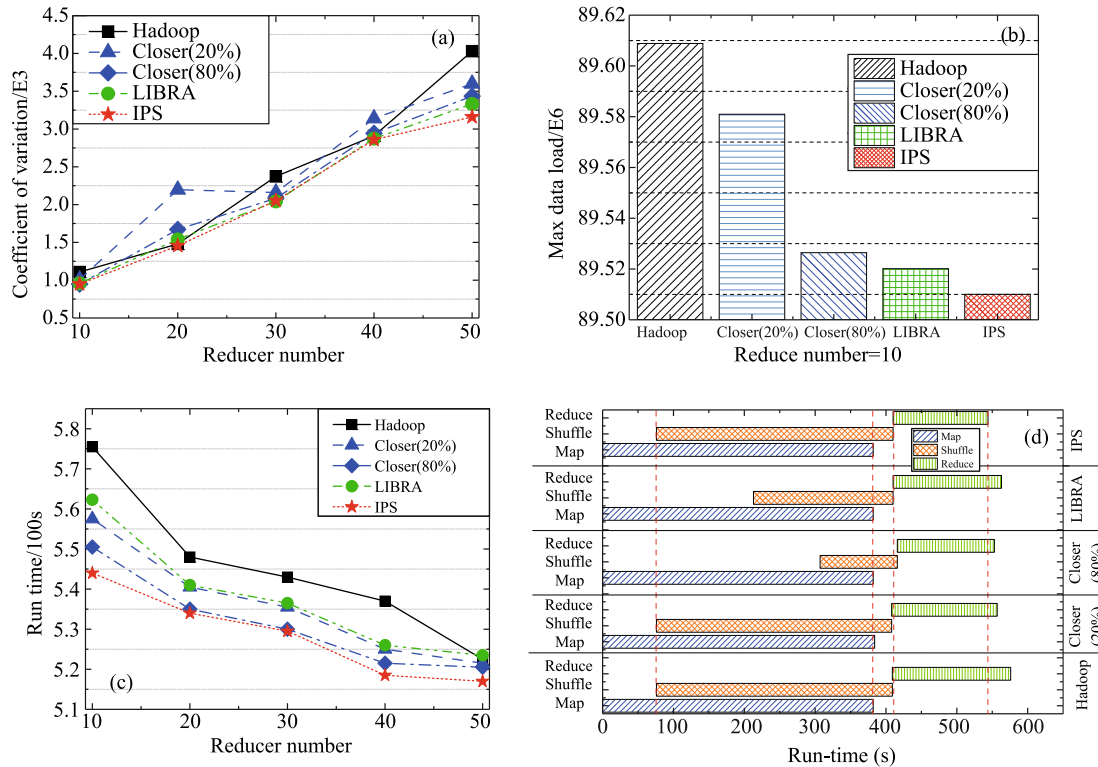 (a)
Hadoop
Closer(20%)
Closer(80%)
LIBRA
IPS
Coefficient of variation/E3
4.5
4.0
3.5
3.0
2.5
2.0
1.5
1.0
0.5
10 20 30 40 50
Reducer number
(b)
Hadoop
Closer(20%)
Closer(80%)
LIBRA
IPS
Max data load/E6
89.62
89.60
89.58
89.56
89.54
89.52
89.50
Hadoop Closer(20%) Closer(80%) LIBRA IPS
Reduce number=10
Hadoop
Closer(20%)
Closer(80%)
LIBRA
IPS
Run time/100s
5.8
5.7
5.6
5.5
5.4
5.3
5.2
5.1
(c)
10 20 30 40 50
Reducer number
(d)
Map
Shuffle
Reduce
Reduce
Shuffle
Map
IPS
Reduce
Shuffle
Map
LIBRA
Reduce
Shuffle
Map
Closer
(80%)
Reduce
Shuffle
Map
Closer
(20%)
Reduce
Shuffle
Map
Hadoop
0 100 200 300 400 500 600
Run-time (s)